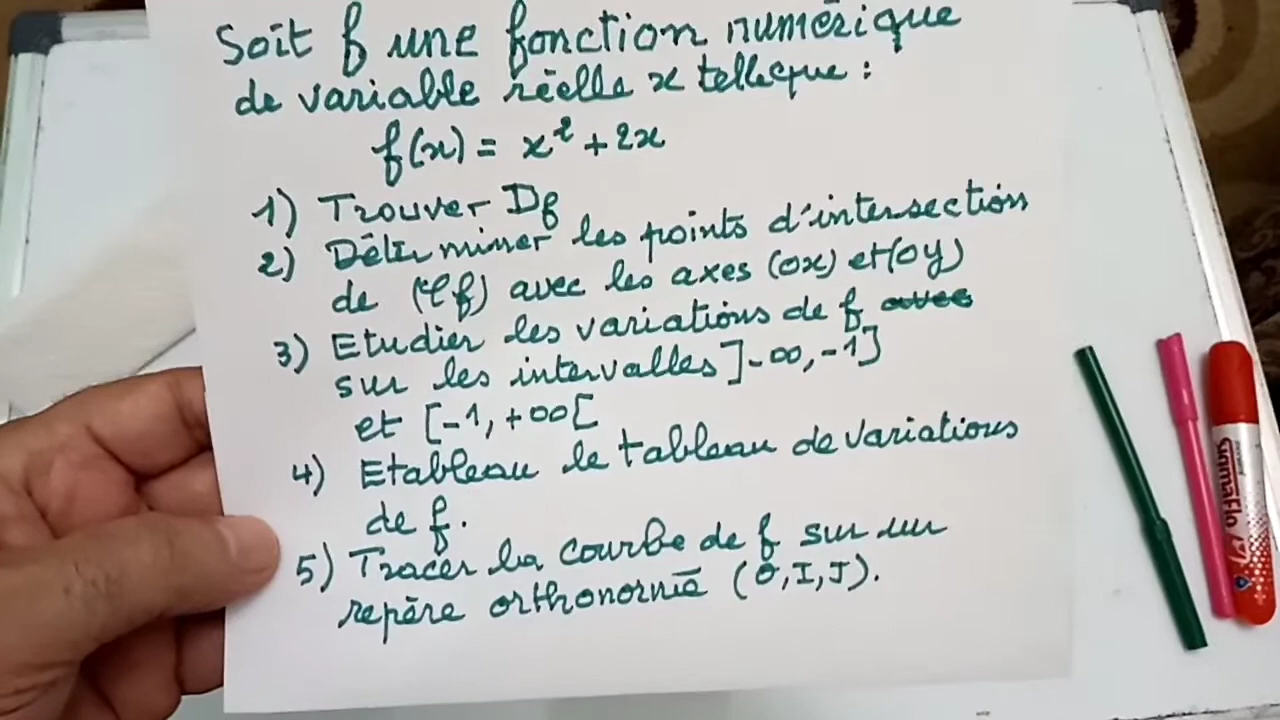 Soit f une fonction numérique
de variable réelle x telleque :
f(x) = x² + 2x
1) Trouver Df
2) Déterminer les points d'intersection
de (Cf) avec les axes (ox) et (oy)
3) Etudier les variations de f avec
sur les intervalles ]-∞, -1]
et [-1, +∞[
4) Etableau le tableau de variations
de f.
5) Tracer la courbe de f sur un
repère orthonormé (O, I, J).
GamaFlo